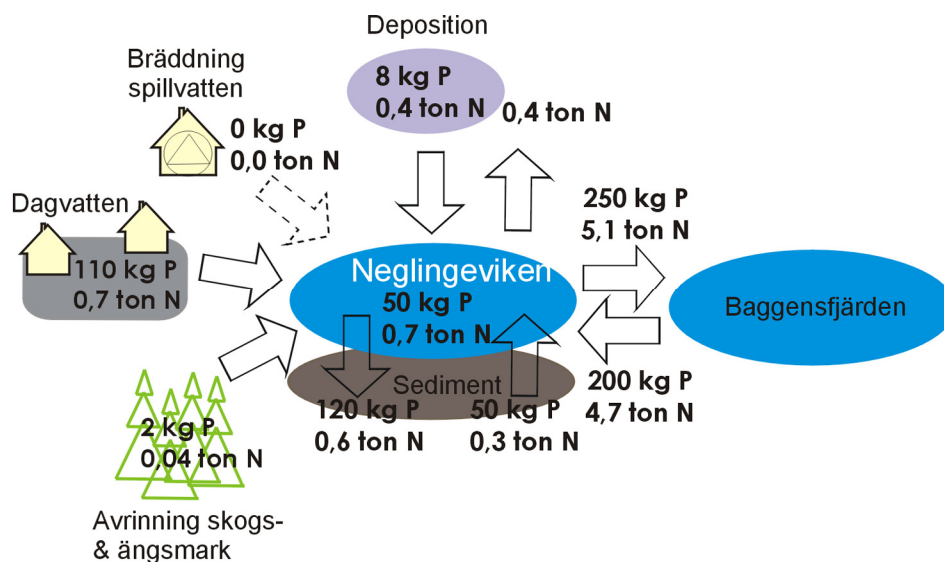 Deposition
8 kg P
0,4 ton N
0,4 ton N
Bräddning
spillvatten
0 kg P
0,0 ton N
Dagvatten
110 kg P
0,7 ton N
250 kg P
5,1 ton N
Neglingeviken
50 kg P
0,7 ton N
Baggensfjärden
Sediment
120 kg P
0,6 ton N
50 kg P
0,3 ton N
200 kg P
4,7 ton N
2 kg P
0,04 ton N
Avrinning skogs-
& ängsmark